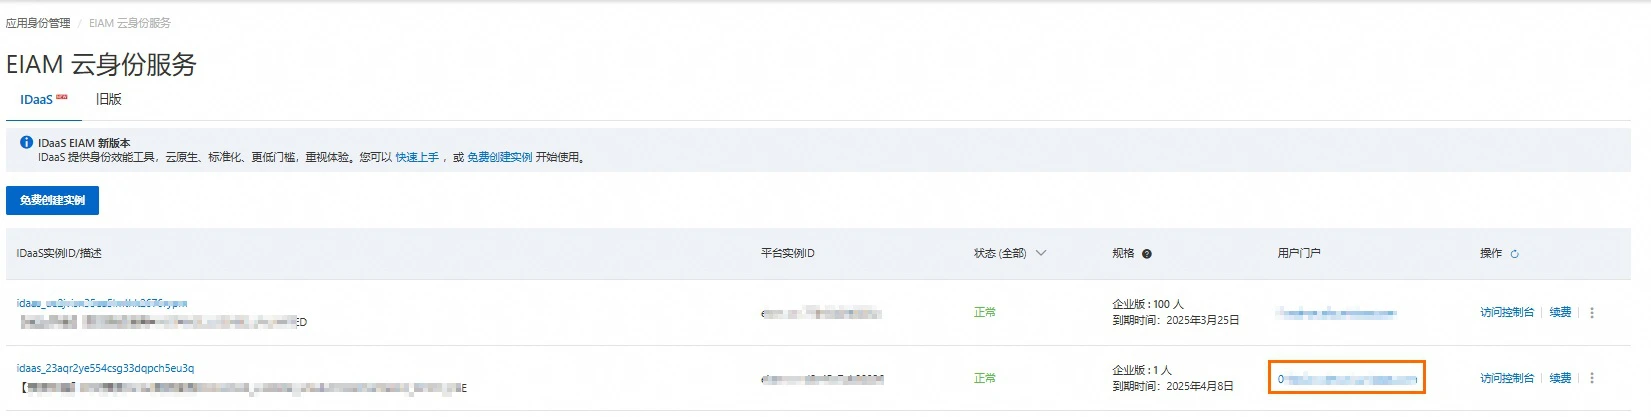 应用身份管理 / EIAM 云身份服务
EIAM 云身份服务
IDaaS NEW 旧版
IDaaS EIAM 新版本
IDaaS 提供身份效能工具，云原生、标准化、更低门槛，重视体验。您可以 快速上手 ，或 免费创建实例 开始使用。
免费创建实例
IDaaS实例ID/描述 平台实例ID 状态 (全部) 规格 用户门户 操作
正常 企业版 : 100 人 访问控制台 续费
到期时间：2025年3月25日
idaas_23aqr2ye554csg33dqpch5eu3q 正常 企业版 : 1 人 访问控制台 续费
到期时间：2025年4月8日